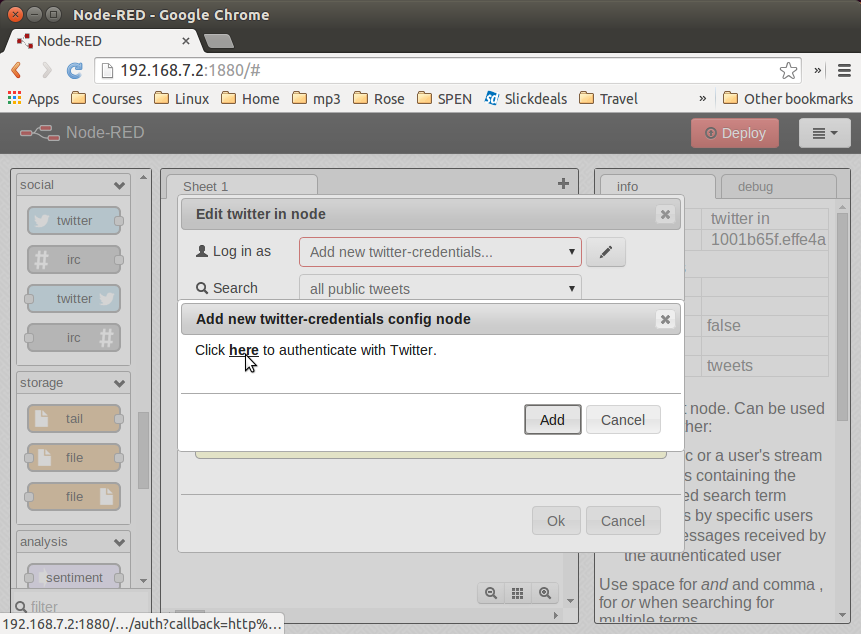 Node-RED - Google Chrome
Node-RED
192.168.7.2:1880/#
Apps Courses Linux Home mp3 Rose SPEN Slickdeals Travel » Other bookmarks
Node-RED
Deploy
social
twitter
irc
twitter
irc
storage
tail
file
file
analysis
sentiment
filter
Sheet 1
Edit twitter in node
Log in as
Add new twitter-credentials...
Search
all public tweets
Add new twitter-credentials config node
Click here to authenticate with Twitter.
Add
Cancel
Ok
Cancel
info
debug
twitter in
1001b65f.effe4a
false
tweets
t node. Can be used
her:
c or a user's stream
s containing the
ed search term
s by specific users
essages received by
the authenticated user
Use space for and and comma ,
for or when searching for
multiple terms
192.168.7.2:1880/…/auth?callback=http%…